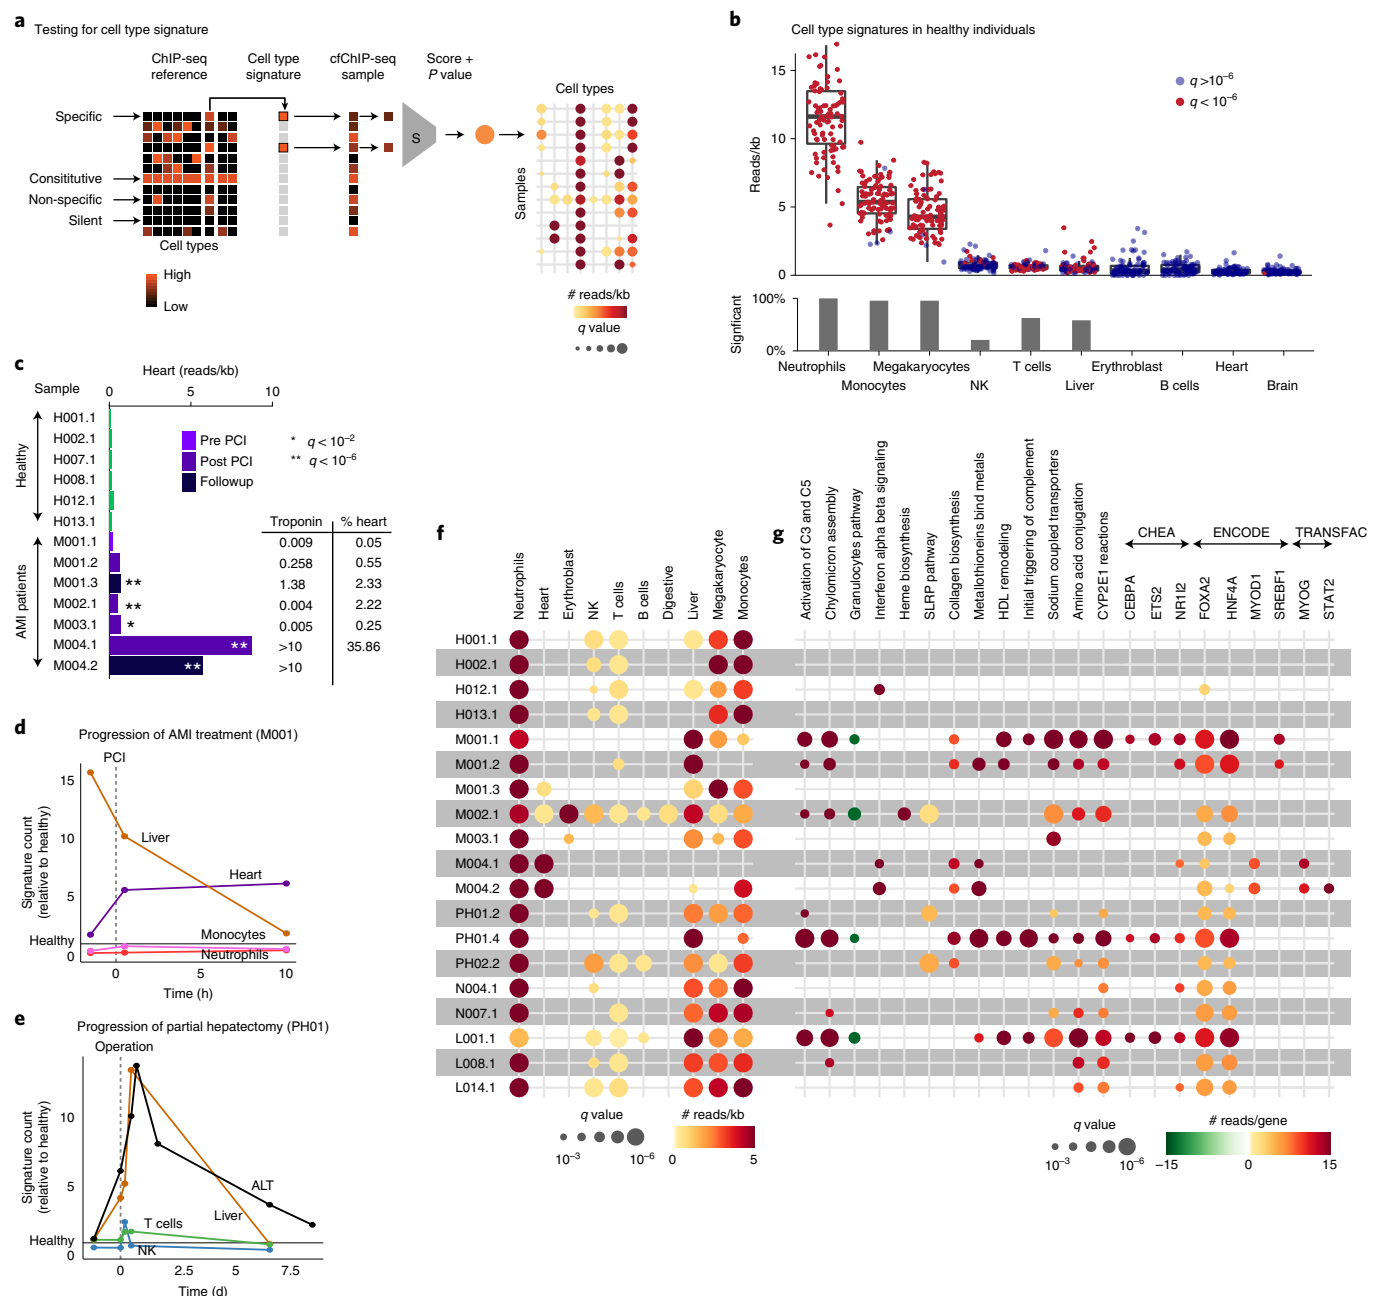 a
Testing for cell type signature
ChIP-seq
reference
Cell type
signature
cfChIP-seq
sample
Score +
P value
Specific
Consititutive
Non-specific
Silent
Cell types
High
Low
S
Cell types
Samples
# reads/kb
q value
b
Cell type signatures in healthy individuals
q >10−6
q < 10−6
Reads/kb
15
10
5
0
Signficant
100%
0%
Neutrophils
Monocytes
Megakaryocytes
NK
T cells
Liver
Erythroblast
B cells
Heart
Brain
c
Heart (reads/kb)
Sample
0
5
10
Healthy
H001.1
H002.1
H007.1
H008.1
H012.1
H013.1
AMI patients
M001.1
M001.2
M001.3
M002.1
M003.1
M004.1
M004.2
Pre PCI
Post PCI
Followup
* q < 10−2
** q < 10−6
**
**
*
**
**
Troponin % heart
0.009 0.05
0.258 0.55
1.38 2.33
0.004 2.22
0.005 0.25
>10 35.86
>10
d
Progression of AMI treatment (M001)
PCI
Signature count
(relative to healthy)
15
10
5
Healthy
0
Liver
Heart
Monocytes
Neutrophils
0
5
10
Time (h)
e
Progression of partial hepatectomy (PH01)
Operation
Signature count
(relative to healthy)
10
5
Healthy
0
ALT
Liver
T cells
NK
0
2.5
5
7.5
Time (d)
f
Neutrophils
Heart
Erythroblast
NK
T cells
B cells
Digestive
Liver
Megakaryocyte
Monocytes
H001.1
H002.1
H012.1
H013.1
M001.1
M001.2
M001.3
M002.1
M003.1
M004.1
M004.2
PH01.2
PH01.4
PH02.2
N004.1
N007.1
L001.1
L008.1
L014.1
q value
10−3
10−6
# reads/kb
0
5
g
Activation of C3 and C5
Chylomicron assembly
Granulocytes pathway
Interferon alpha beta signaling
Heme biosynthesis
SLRP pathway
Collagen biosynthesis
Metallothioneins bind metals
HDL remodeling
Initial triggering of complement
Sodium coupled transporters
Amino acid conjugation
CYP2E1 reactions
CHEA
ENCODE
TRANSFAC
CEBPA
ETS2
NR1I2
FOXA2
HNF4A
MYOD1
SREBF1
MYOG
STAT2
q value
10−3
10−6
# reads/gene
−15
0
15